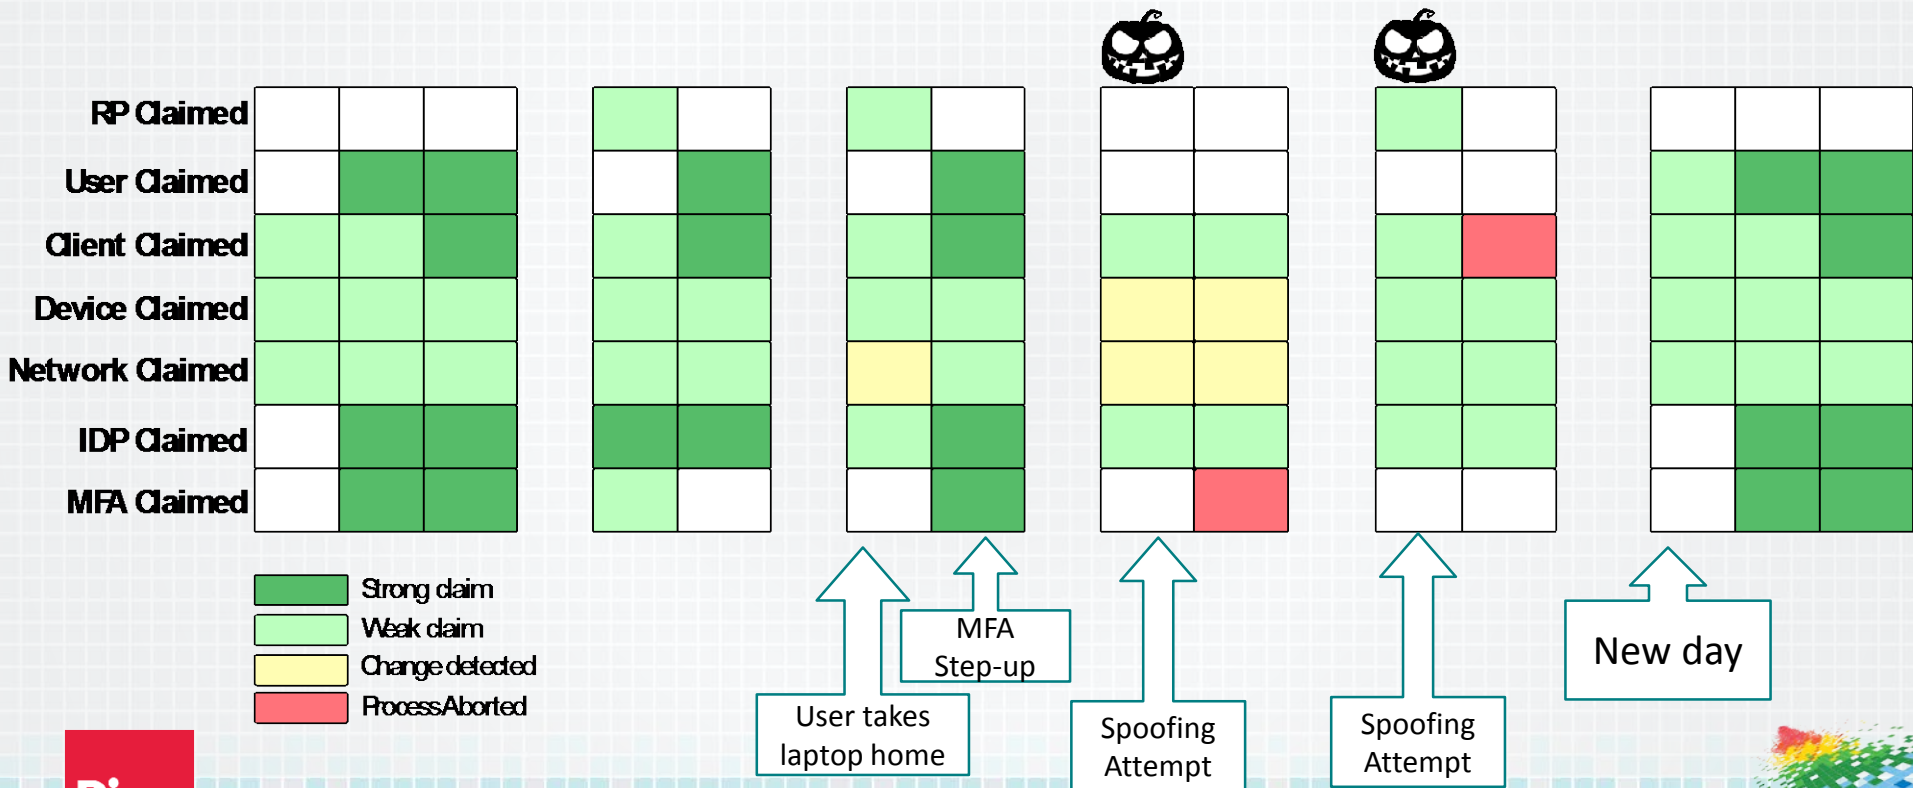 RP Claimed
User Claimed
Client Claimed
Device Claimed
Network Claimed
IDP Claimed
MFA Claimed
Strong claim
Weak claim
Change detected
Process Aborted
MFA
Step-up
User takes
laptop home
Spoofing
Attempt
Spoofing
Attempt
New day